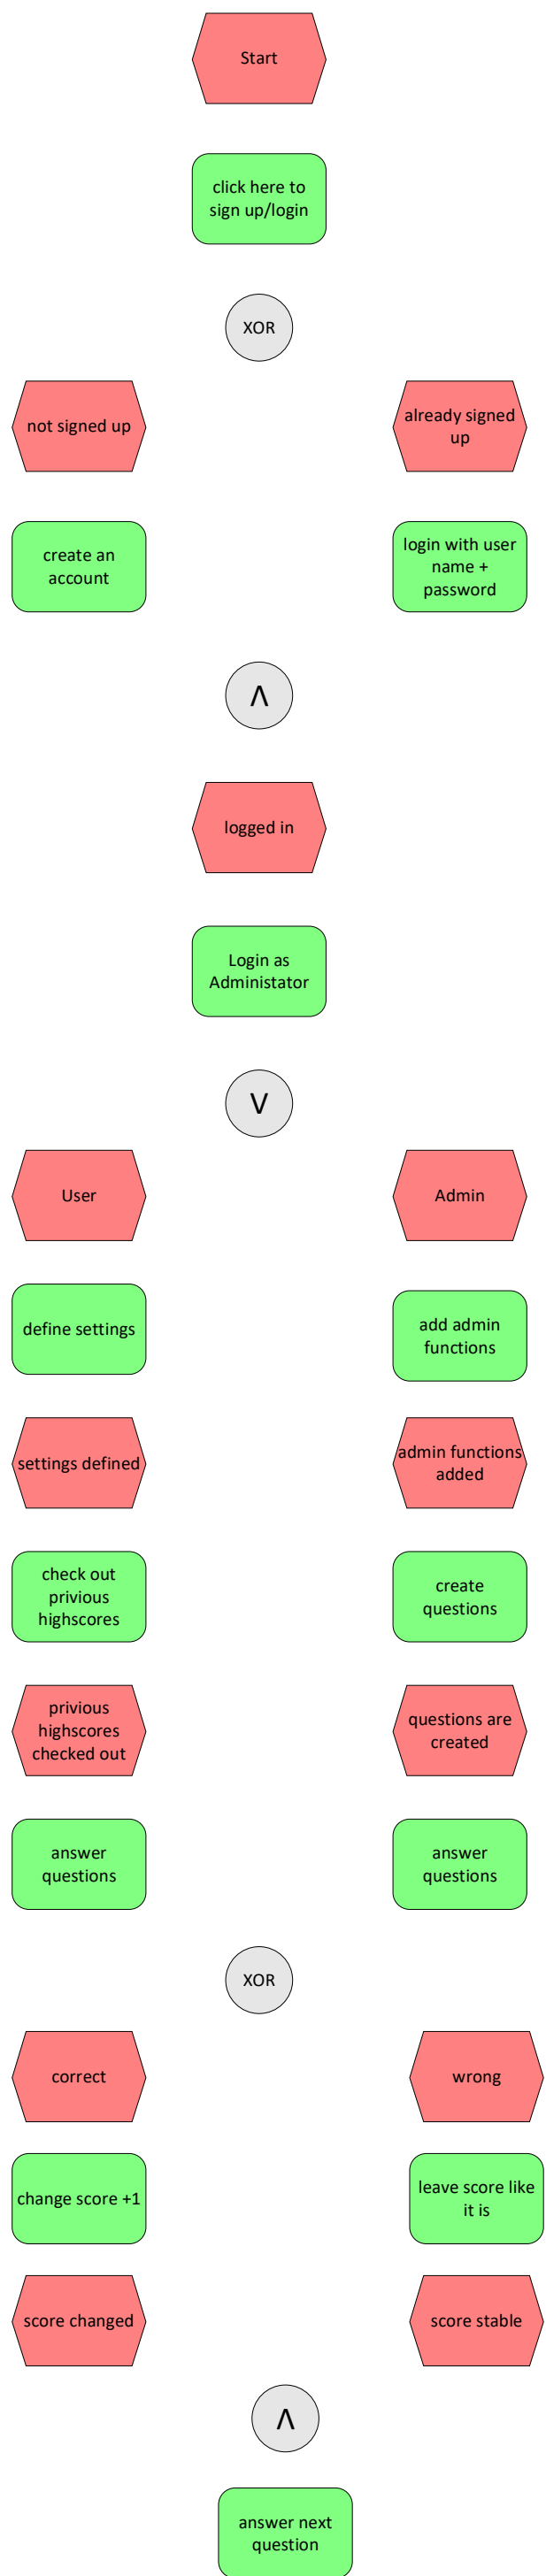 Start
click here to
sign up/login
XOR
not signed up
already signed
up
create an
account
login with user
name +
password
Λ
logged in
Login as
Administator
V
User
Admin
define settings
add admin
functions
settings defined
admin functions
added
check out
privious
highscores
create
questions
privious
highscores
checked out
questions are
created
answer
questions
answer
questions
XOR
correct
wrong
change score +1
leave score like
it is
score changed
score stable
Λ
answer next
question